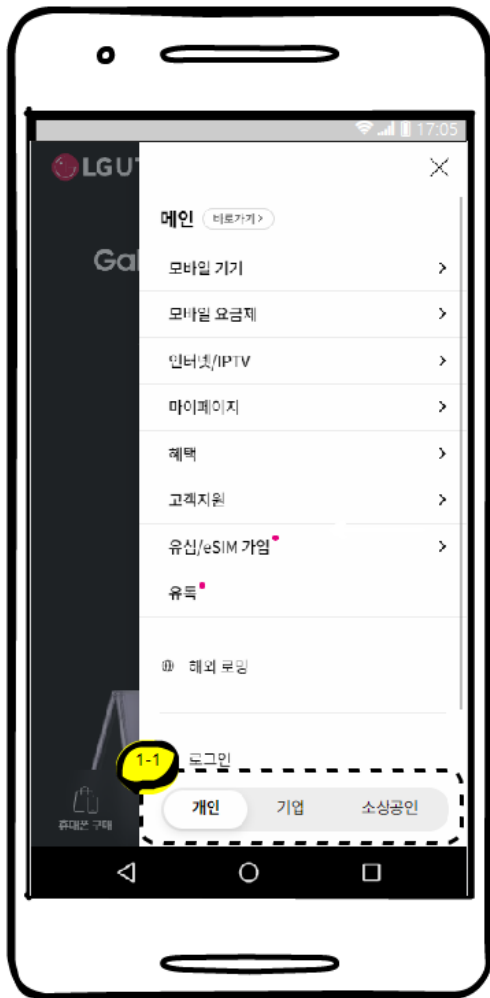 17:05
LG U
메인 바로가기 >
Gal
모바일 기기
모바일 요금제
인터넷/IPTV
마이페이지
혜택
고객지원
유심/eSIM 가입
유톡
해외 로밍
1-1
로그인
개인 기업 소상공인
휴대폰 구매